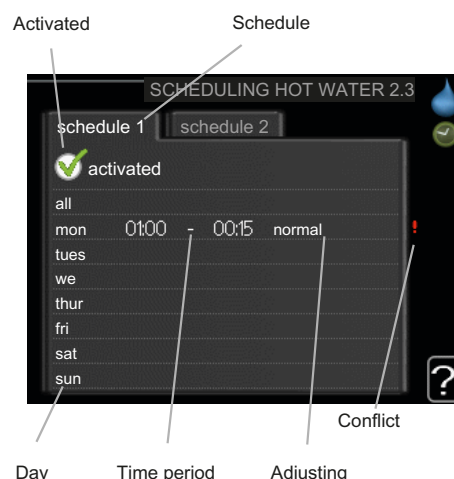 Activated Schedule
SCHEDULING HOT WATER 2.3
schedule 1 schedule 2
activated
all
mon 01:00 - 00:15 normal !
tues
we
thur
fri
sat
sun
?
Conflict
Day Time period Adjusting